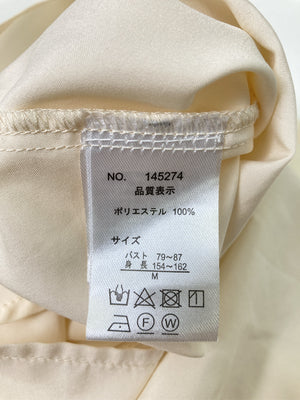 NO. 145274
品質表示
ポリエステル 100%
サイズ
バスト 79~87
身 長 154~162
M
F W